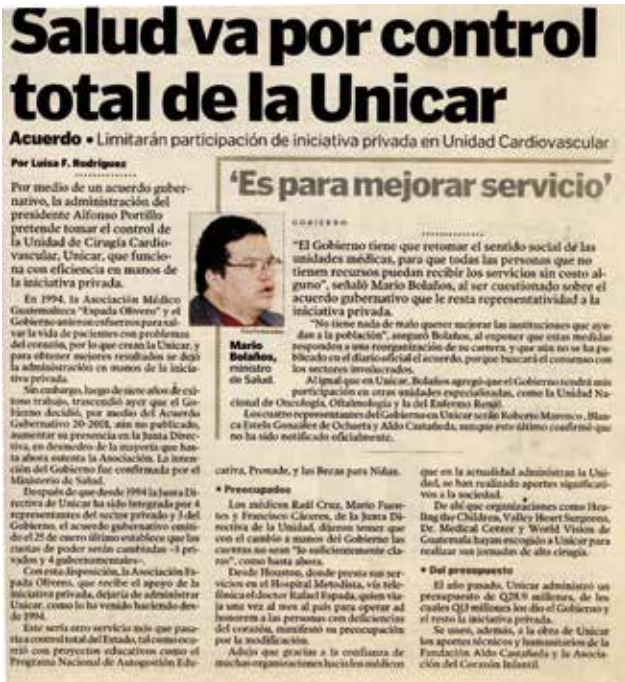 Salud va por control
total de la Unicar
Acuerdo • Limitarán participación de iniciativa privada en Unidad Cardiovascular
Por Luisa F. Rodríguez
Por medio de un acuerdo guber-
nativo, la administración del
presidente Alfonso Portillo
pretende tomar el control de
la Unidad de Cirugía Cardio-
vascular, Unicar, que funcio-
na con eficiencia en manos de
la iniciativa privada.
En 1994, la Asociación Médico
Guatemalteca "Espada Olivero" y el
Gobierno unieron esfuerzos para sal-
var la vida de pacientes con problemas
del corazón, por lo que crean la Unicar, y
para obtener mejores resultados se dejó
la administración en manos de la inicia-
tiva privada.
Sin embargo, luego de siete años de exi-
toso trabajo, trascendió ayer que el Go-
bierno decidió, por medio del Acuerdo
Gubernativo 20-2001, aún no publicado,
aumentar su presencia en la Junta Direc-
tiva, en desmedro de la mayoría que has-
ta ahora ostenta la Asociación. La inten-
ción del Gobierno fue confirmada por el
Ministerio de Salud.
Después de que desde 1994 la Junta Di-
rectiva de Unicar ha sido integrada por 4
representantes del sector privado y 3 del
Gobierno, el acuerdo gubernativo emiti-
do el 25 de enero último establece que las
cuotas de poder serán cambiadas -3 pri-
vados y 4 gubernamentales-.
Con esta disposición, la Asociación Es-
pada Olivero, que recibe el apoyo de la
iniciativa privada, dejaría de administrar
Unicar, como lo ha venido haciendo des-
de 1994.
Este sería otro servicio más que pasa-
ría a control total del Estado, tal como ocu-
rrió con proyectos educativos como el
Programa Nacional de Autogestión Edu-
'Es para mejorar servicio'
GOBIERNO
"El Gobierno tiene que retomar el sentido social de las
unidades médicas, para que todas las personas que no
tienen recursos puedan recibir los servicios sin costo al-
guno", señaló Mario Bolaños, al ser cuestionado sobre el
acuerdo gubernativo que le resta representatividad a la
iniciativa privada.
"No tiene nada de malo querer mejorar las instituciones que ayu-
dan a la población", aseguró Bolaños, al exponer que estas medidas
responden a una reorganización de su cartera, y que aún no se ha pu-
blicado en el diario oficial el acuerdo, porque buscará el consenso con
los sectores involucrados.
Al igual que en Unicar, Bolaños agregó que el Gobierno tendrá más
participación en otras unidades especializadas, como la Unidad Na-
cional de Oncología, Oftalmología y la del Enfermo Renal.
Los cuatro representantes del Gobierno en Unicar serán Roberto Marenco, Blan-
ca Estela González de Ochaeta y Aldo Castañeda, aunque este último confirmó que
no ha sido notificado oficialmente.
Mario
Bolaños,
ministro
de Salud.
cativa, Pronade, y las Becas para Niñas.
• Preocupados
Los médicos Raúl Cruz, Mario Fuen-
tes y Francisco Cáceres, de la Junta Di-
rectiva de la Unidad, dijeron temer que
con el cambio a manos del Gobierno las
cuentas no sean "lo suficientemente cla-
ras", como hasta ahora.
Desde Houston, donde presta sus ser-
vicios en el Hospital Metodista, vía tele-
fónica el doctor Rafael Espada, quien via-
ja una vez al mes al país para operar ad
honorem a las personas con deficiencias
del corazón, manifestó su preocupación
por la modificación.
Adujo que gracias a la confianza de
muchas organizaciones hacia los médicos
que en la actualidad administran la Uni-
dad, se han realizado aportes significati-
vos a la sociedad.
De ahí que organizaciones como Hea-
ling the Children, Valley Heart Surgeons,
Dr. Medical Center y World Vision de
Guatemala hayan escogido a Unicar para
realizar sus jornadas de alto cirugía.
• Del presupuesto
El año pasado, Unicar administró un
presupuesto de Q28.9 millones, de los
cuales Q13 millones los dio el Gobierno y
el resto la iniciativa privada.
Se unen, además, a la obra de Unicar
los aportes técnicos y humanitarios de la
Fundación Aldo Castañeda y la Asocia-
ción del Corazón Infantil.